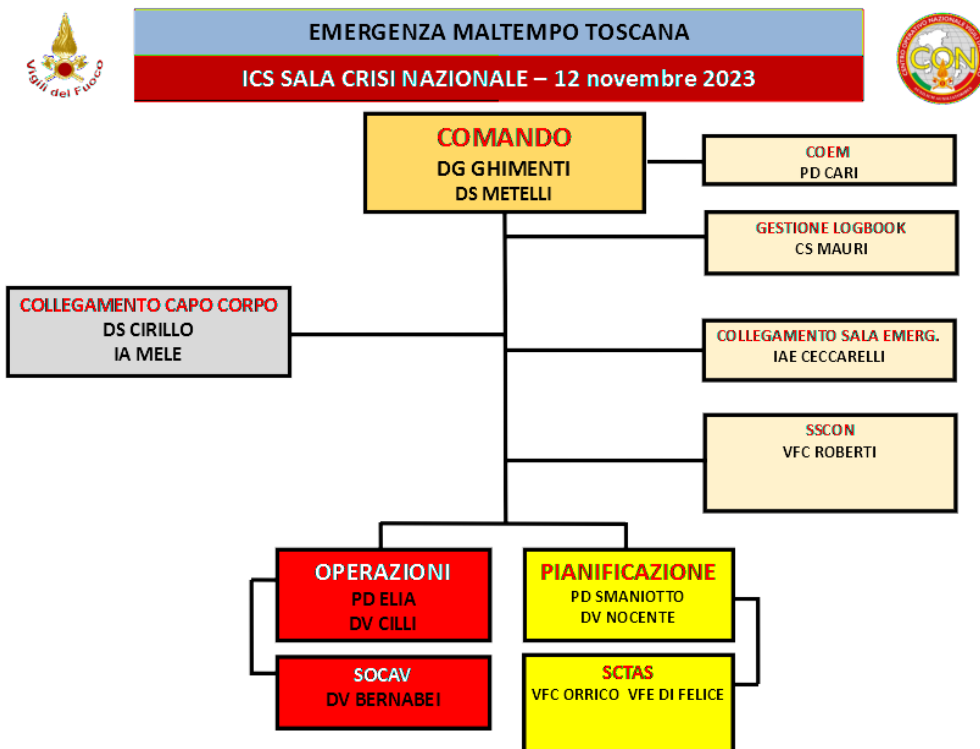 Vigili del Fuoco
EMERGENZA MALTEMPO TOSCANA
ICS SALA CRISI NAZIONALE – 12 novembre 2023
CON
COMANDO
DG GHIMENTI
DS METELLI
COEM
PD CARI
GESTIONE LOGBOOK
CS MAURI
COLLEGAMENTO CAPO CORPO
DS CIRILLO
IA MELE
COLLEGAMENTO SALA EMERG.
IAE CECCARELLI
SSCON
VFC ROBERTI
OPERAZIONI
PD ELIA
DV CILLI
PIANIFICAZIONE
PD SMANIOTTO
DV NOCENTE
SOCAV
DV BERNABEI
SCTAS
VFC ORRICO VFE DI FELICE